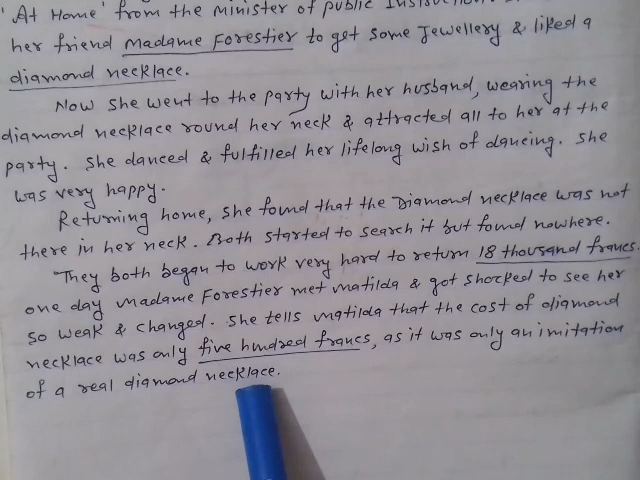 'At Home' from the minister of public Instruction.
her friend Madame Forestier to get some Jewellery & liked a
diamond necklace.
Now she went to the party with her husband, wearing the
diamond necklace round her neck & attracted all to her at the
party. she danced & fulfilled her lifelong wish of dancing. she
was very happy.
Returning home, she found that the Diamond necklace was not
there in her neck. Both started to search it but found nowhere.
They both began to work very hard to return 18 thousand francs.
one day Madame Forestier met Matilda & got shocked to see her
so weak & changed. she tells Matilda that the cost of diamond
necklace was only five hundred francs, as it was only an imitation
of a real diamond necklace.